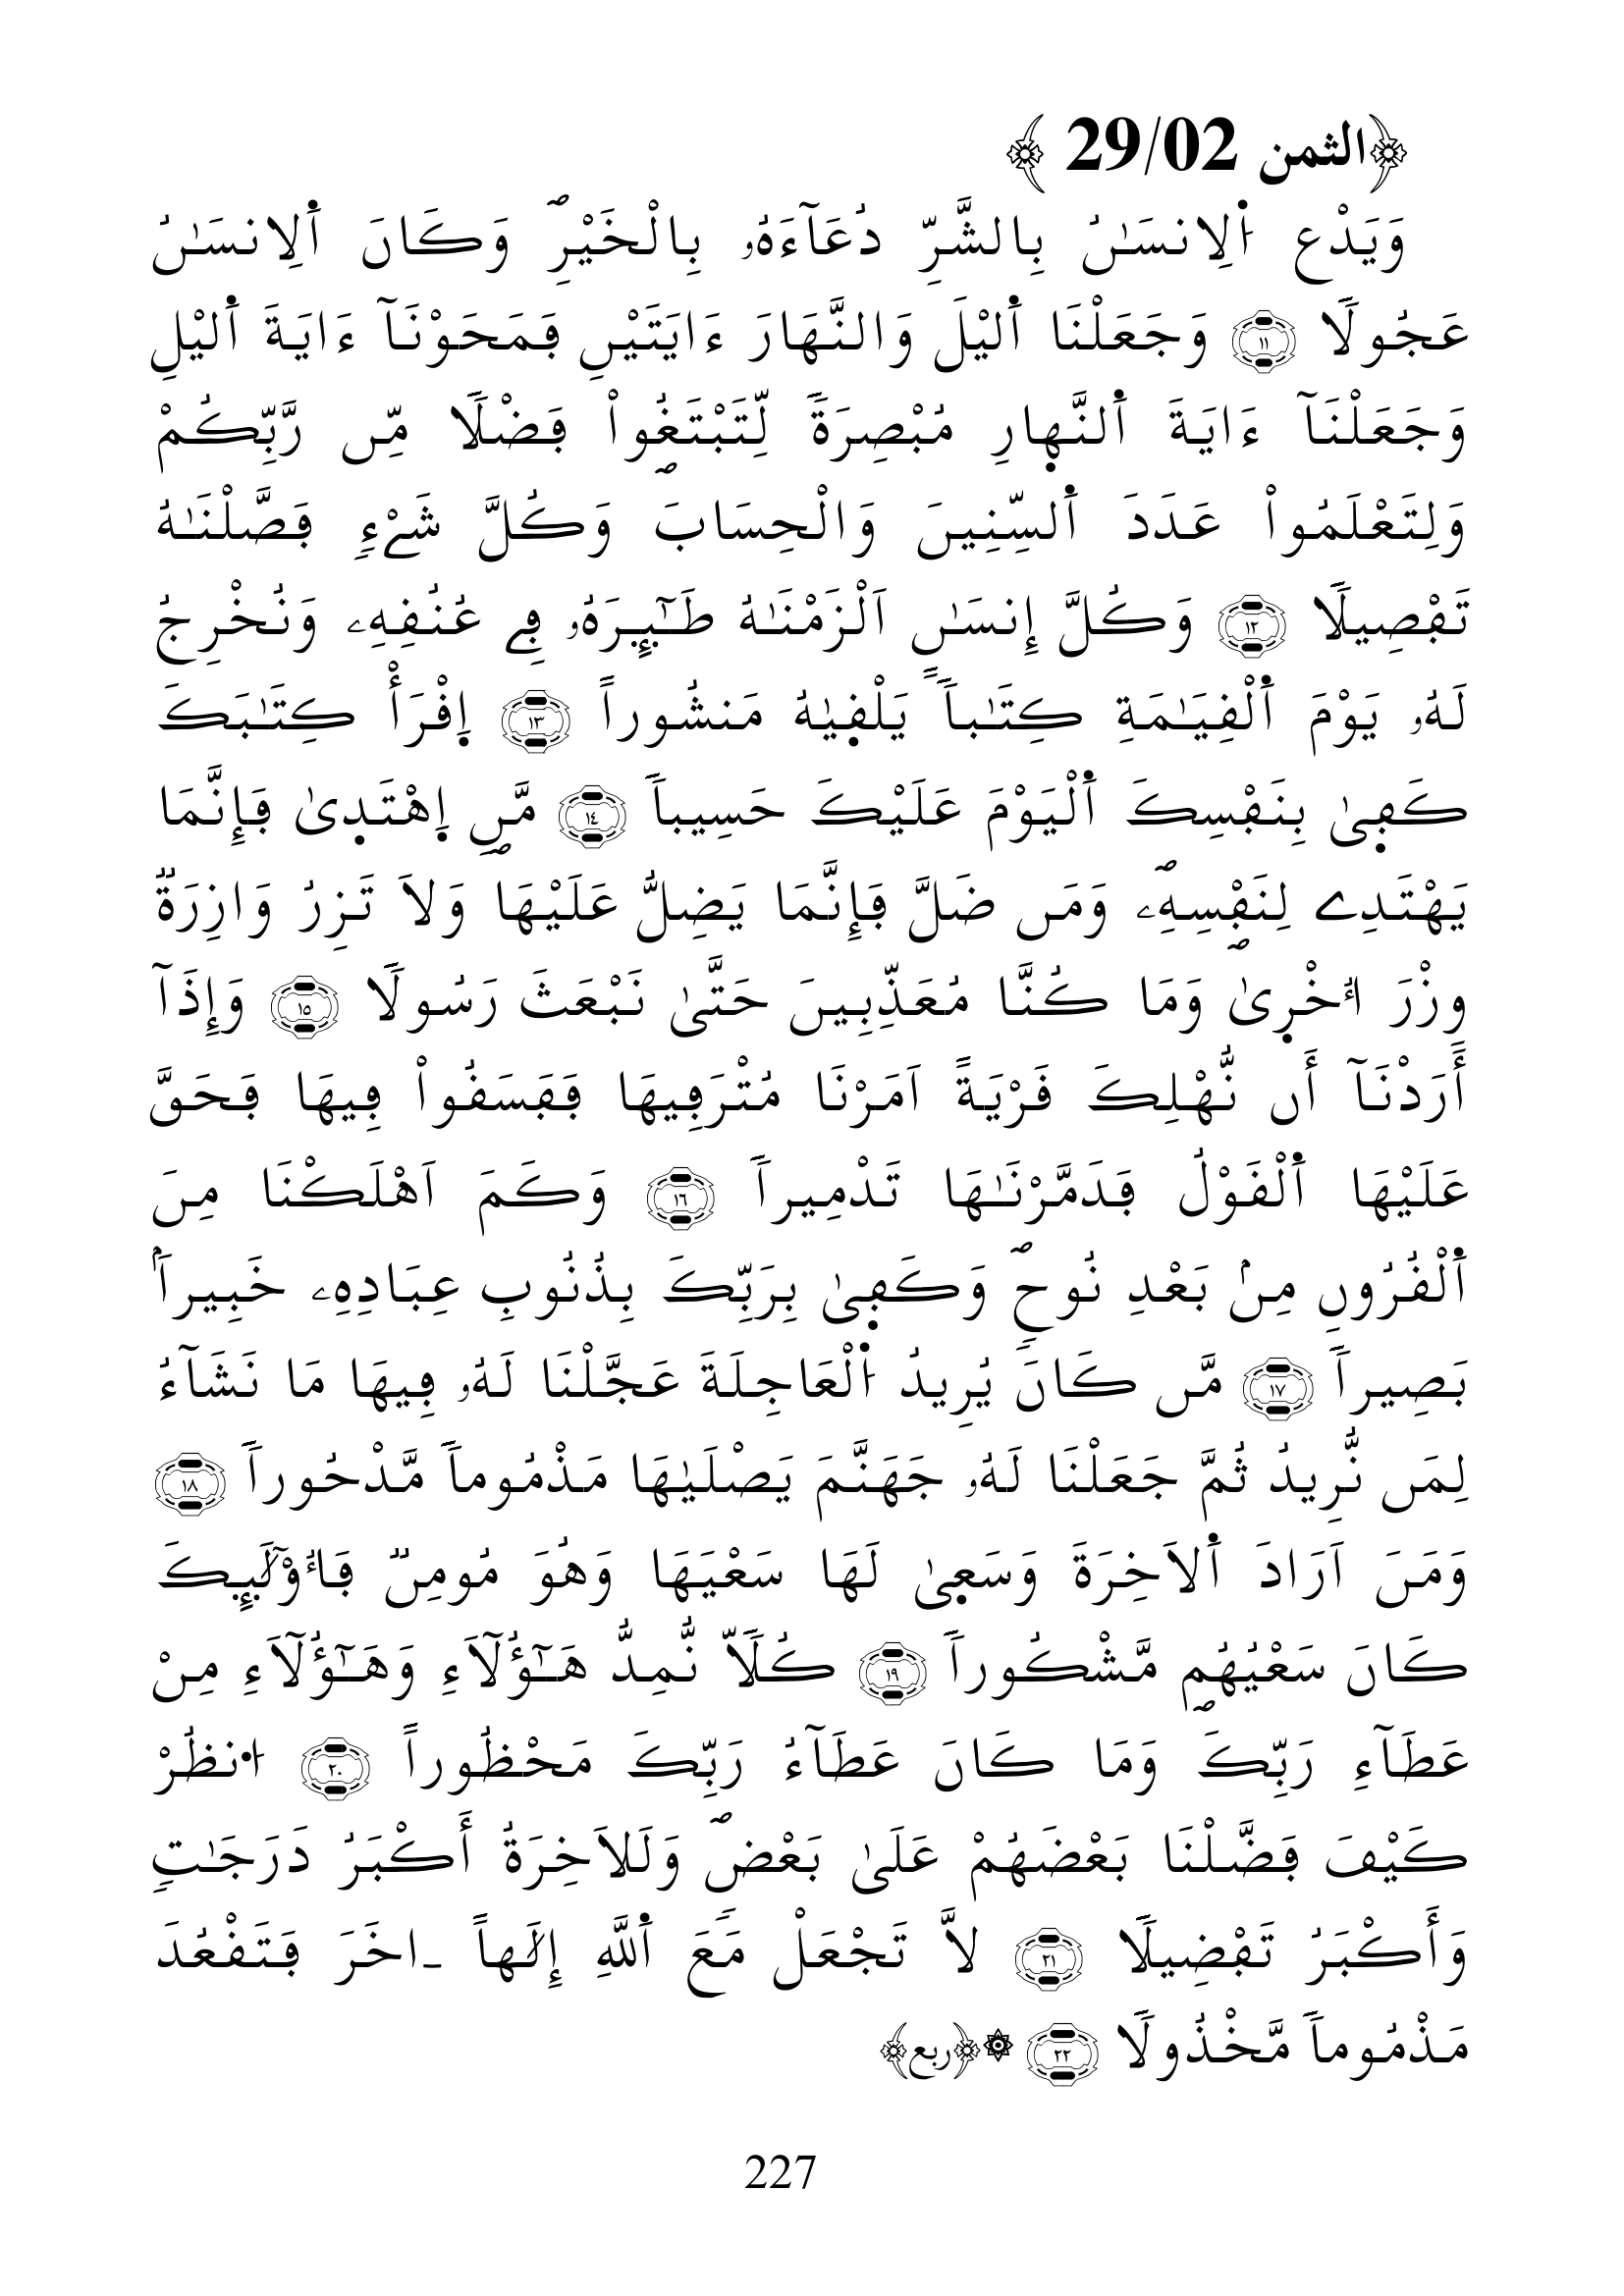 ﴿الثمن 29/02 ﴾
وَيَدْعُ اُ۬لِانسَٰنُ بِالشَّرِّ دُعَآءَهُۥ بِالْخَيْرِۖ وَكَانَ اَ۬لِانسَٰنُ
عَجُولاٗ ١١ وَجَعَلْنَا اَ۬ليْلَ وَالنَّهَارَ ءَايَتَيْنِ فَمَحَوْنَآ ءَايَةَ اَ۬ليْلِ
وَجَعَلْنَآ ءَايَةَ اَ۬لنَّه۪ارِ مُبْصِرَةٗ لِّتَبْتَغُواْ فَضْلاٗ مِّن رَّبِّكُمْ
وَلِتَعْلَمُواْ عَدَدَ اَ۬لسِّنِينَ وَالْحِسَابَۖ وَكُلَّ شَےْءٖ فَصَّلْنَٰهُ
تَفْصِيلاٗ ١٢ وَكُلَّ إِنسَٰنٍ اَلْزَمْنَٰهُ طَٰٓئِرَهُۥ فِے عُنُقِهِۦ وَنُخْرِجُ
لَهُۥ يَوْمَ اَ۬لْقِيَٰمَةِ كِتَٰباٗ يَلْق۪يٰهُ مَنشُوراًۖ ١٣ اِ۪قْرَأْ كِتَٰبَكَ
كَف۪يٰ بِنَفْسِكَ اَ۬لْيَوْمَ عَلَيْكَ حَسِيباٗ ١٤ مَّنِ اِ۪هْتَد۪يٰ فَإِنَّمَا
يَهْتَدِے لِنَفْسِهِۦۖ وَمَن ضَلَّ فَإِنَّمَا يَضِلُّ عَلَيْهَاۖ وَلاَ تَزِرُ وَازِرَةٞ
وِزْرَ أُخْر۪يٰۖ وَمَا كُنَّا مُعَذِّبِينَ حَتَّيٰ نَبْعَثَ رَسُولاٗ ١٥ وَإِذَآ
أَرَدْنَآ أَن نُّهْلِكَ قَرْيَةً اَمَرْنَا مُتْرَفِيهَا فَفَسَقُواْ فِيهَا فَحَقَّ
عَلَيْهَا اَ۬لْقَوْلُ فَدَمَّرْنَٰهَا تَدْمِيراٗ ١٦ وَكَمَ اَهْلَكْنَا مِنَ
اَ۬لْقُرُونِ مِنۢ بَعْدِ نُوحٖۖ وَكَف۪يٰ بِرَبِّكَ بِذُنُوبِ عِبَادِهِۦ خَبِيراَۢ
بَصِيراٗ ١٧ مَّن كَانَ يُرِيدُ اُ۬لْعَاجِلَةَ عَجَّلْنَا لَهُۥ فِيهَا مَا نَشَآءُ
لِمَن نُّرِيدُ ثُمَّ جَعَلْنَا لَهُۥ جَهَنَّمَ يَصْلَيٰهَا مَذْمُوماٗ مَّدْحُوراٗ ١٨
وَمَنَ اَرَادَ اَ۬لَاخِرَةَ وَسَع۪يٰ لَهَا سَعْيَهَا وَهُوَ مُومِنٞ فَأُوْلَٰٓئِكَ
كَانَ سَعْيُهُم مَّشْكُوراٗۖ ١٩ كُلاّٗ نُّمِدُّ هَٰٓؤُلَآءِ وَهَٰٓؤُلَآءِ مِنْ
عَطَآءِ رَبِّكَۖ وَمَا كَانَ عَطَآءُ رَبِّكَ مَحْظُوراًۖ ٢٠ اُ۟نظُرْ
كَيْفَ فَضَّلْنَا بَعْضَهُمْ عَلَيٰ بَعْضٖۖ وَلَلَاخِرَةُ أَكْبَرُ دَرَجَٰتٖ
وَأَكْبَرُ تَفْضِيلاٗۖ ٢١ لاَّ تَجْعَلْ مَعَ اَ۬للَّهِ إِلَٰهاً ـاخَرَ فَتَقْعُدَ
مَذْمُوماٗ مَّخْذُولاٗۖ ٢٢ ۞﴿ربع﴾
227